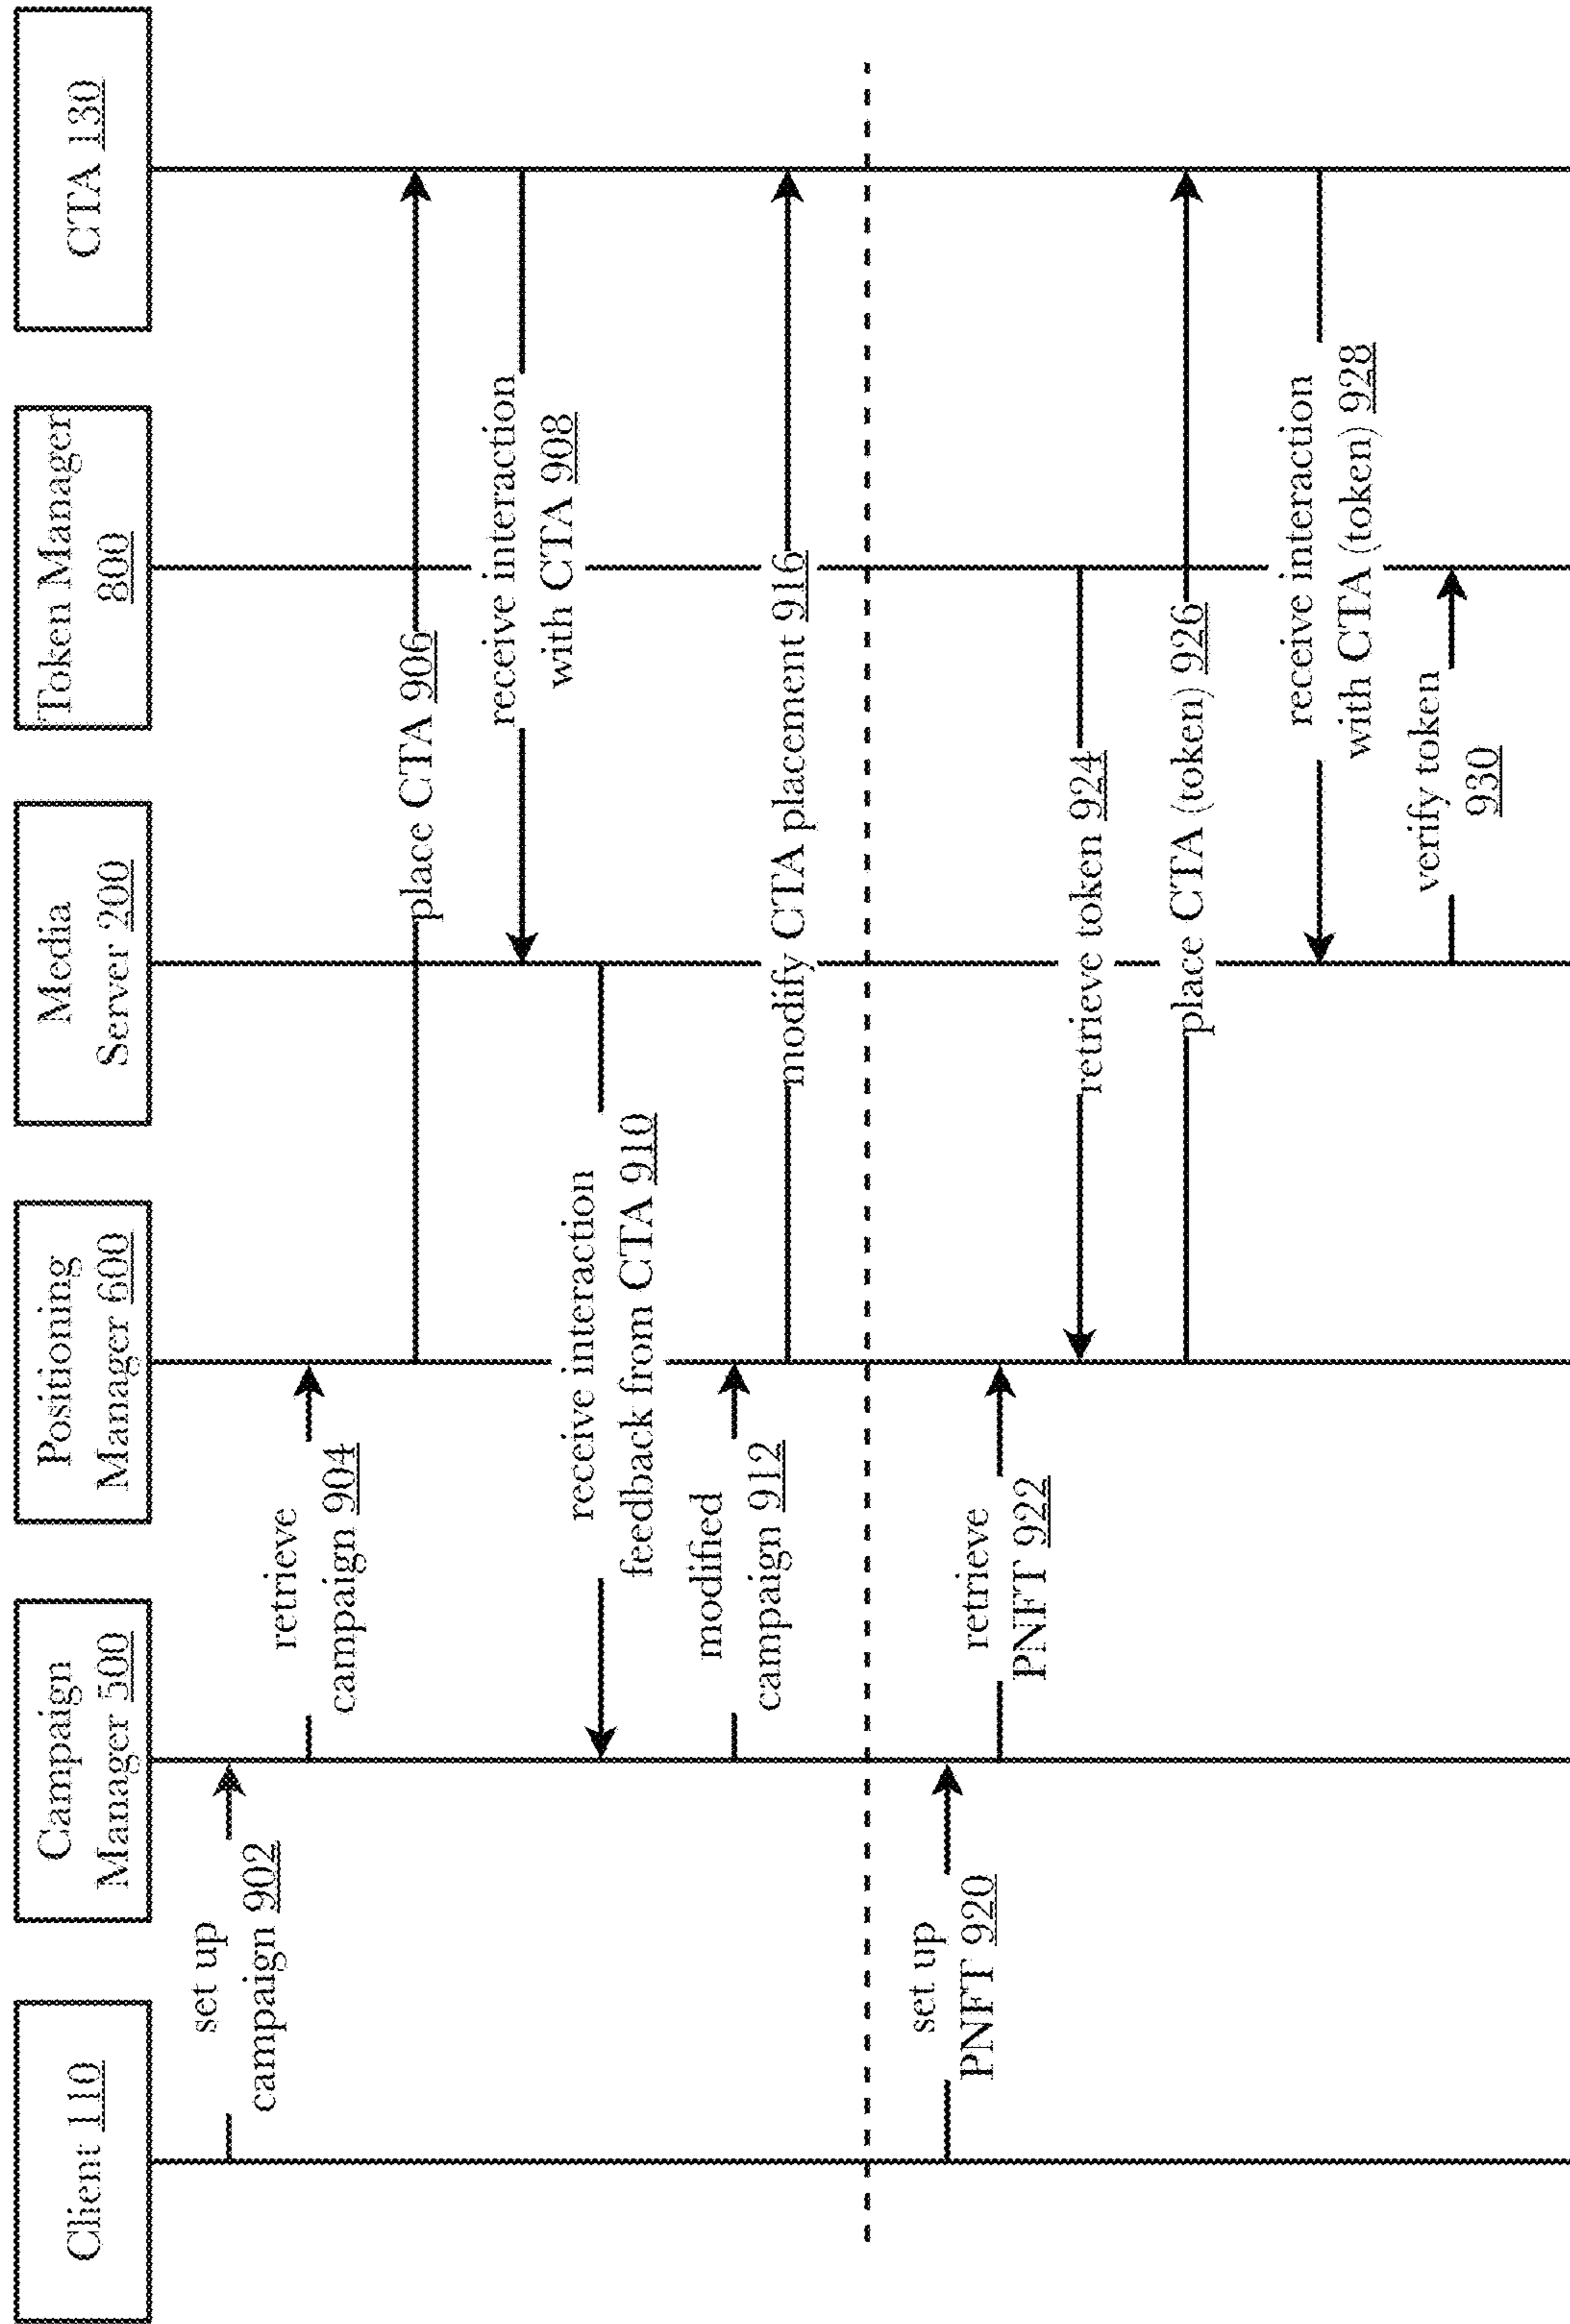 Client 110
Campaign
Manager 500
Positioning
Manager 600
Media
Server 200
Token Manager
800
CTA 130
set up
campaign 902
retrieve
campaign 904
place CTA 906
receive interaction
with CTA 908
receive interaction
feedback from CTA 910
modified
campaign 912
modify CTA placement 916
set up
PNFT 920
retrieve
PNFT 922
retrieve token 924
place CTA (token) 926
receive interaction
with CTA (token) 928
verify token
930